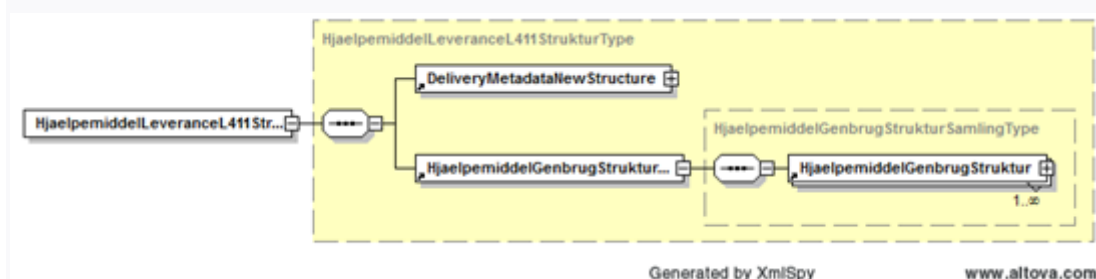 HjaelpemiddelLeveranceL411StrukturType
DeliveryMetadataNewStructure
HjaelpemiddelLeveranceL411Str...
HjaelpemiddelGenbrugStrukturSamlingType
HjaelpemiddelGenbrugStruktur...
HjaelpemiddelGenbrugStruktur
1..∞
Generated by XmlSpy
www.altova.com